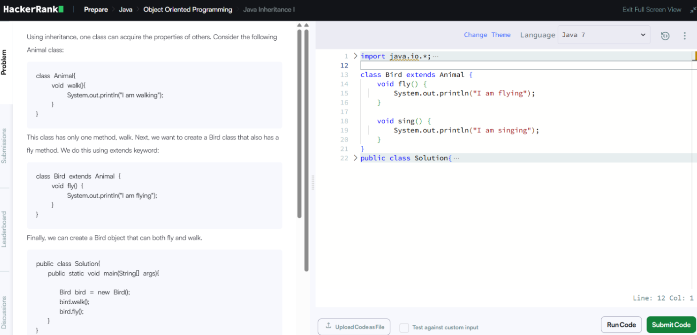 HackerRank
Prepare > Java > Object Oriented Programming > Java Inheritance I
Exit Full Screen View
Problem
Submissions
Leaderboard
Discussions
Using inheritance, one class can acquire the properties of others. Consider the following
Animal class:
class Animal{
void walk(){
System.out.println("I am walking");
}
}
This class has only one method, walk. Next, we want to create a Bird class that also has a
fly method. We do this using extends keyword:
class Bird extends Animal {
void fly() {
System.out.println("I am flying");
}
}
Finally, we can create a Bird object that can both fly and walk.
public class Solution{
public static void main(String[] args){
Bird bird = new Bird();
bird.walk();
bird.fly();
}
Change Theme Language Java 7
1 > import java.io.*;…
12
13 class Bird extends Animal {
14 void fly() {
15 System.out.println("I am flying");
16 }
17
18 void sing() {
19 System.out.println("I am singing");
20 }
21 }
22 > public class Solution{…
Line: 12 Col: 1
Upload Code as File
Test against custom input
Run Code
Submit Code